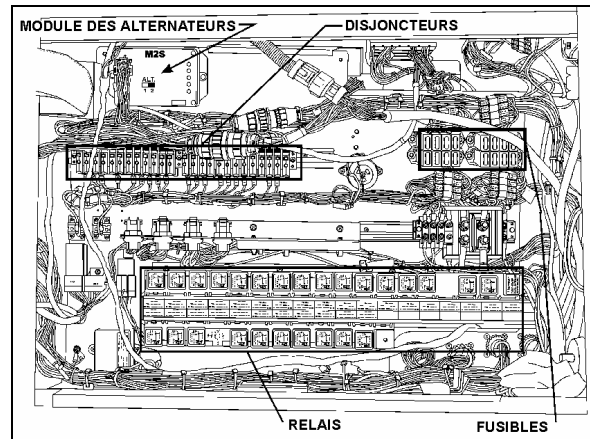 MODULE DES ALTERNATEURS
DISJONCTEURS
M2S
ALT
1 2
RELAIS
FUSIBLES